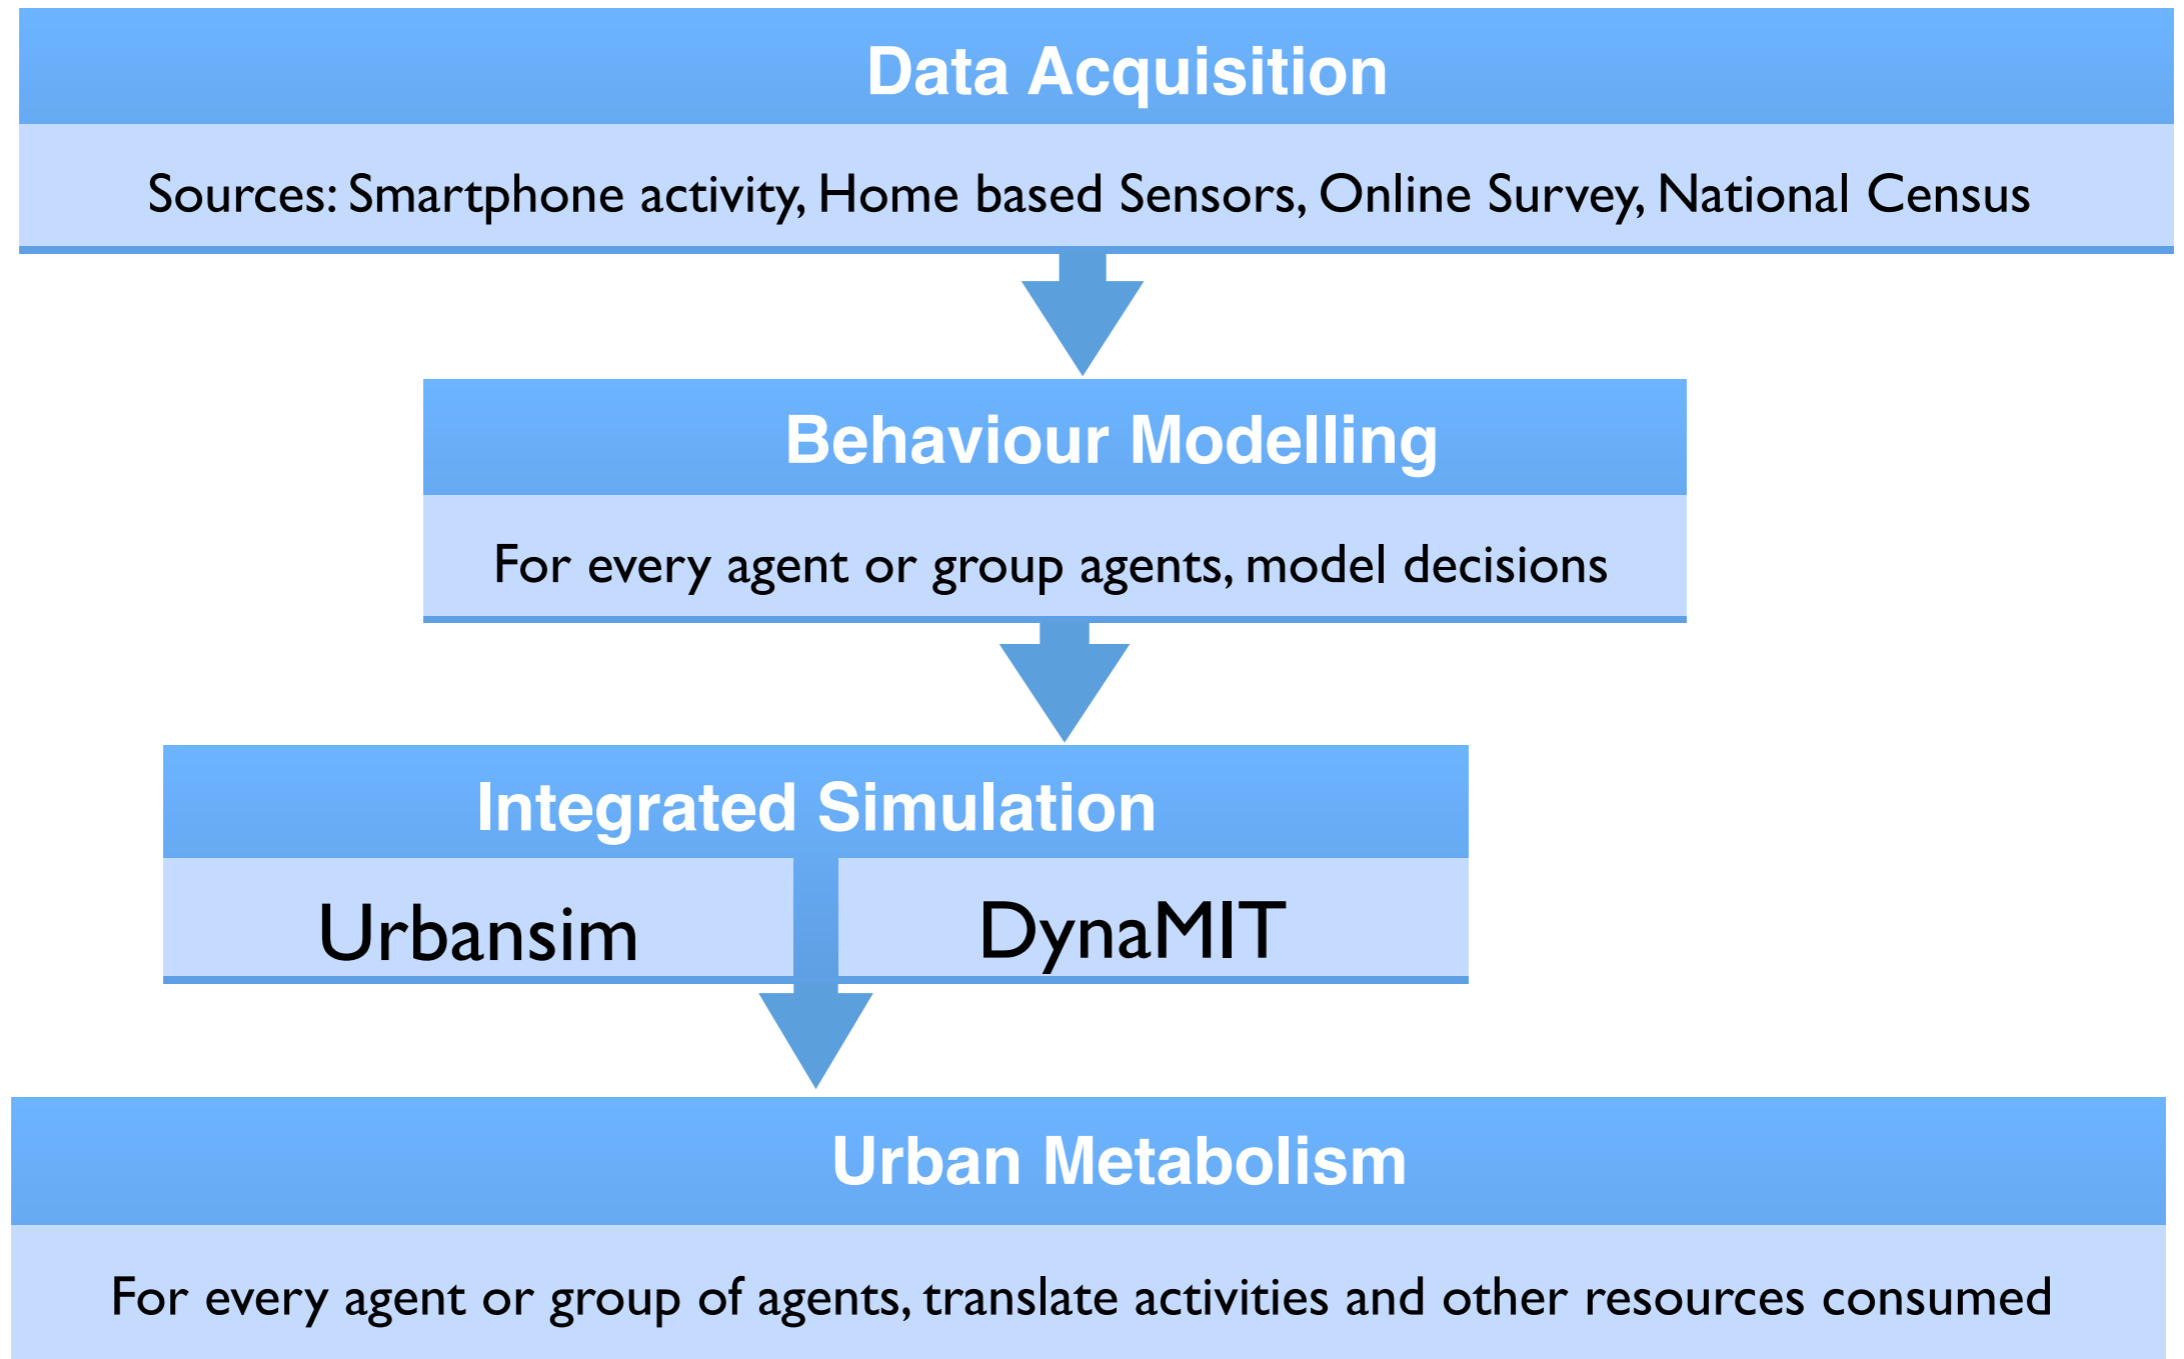 Data Acquisition
Sources: Smartphone activity, Home based Sensors, Online Survey, National Census
Behaviour Modelling
For every agent or group agents, model decisions
Integrated Simulation
Urbansim
DynaMIT
Urban Metabolism
For every agent or group of agents, translate activities and other resources consumed